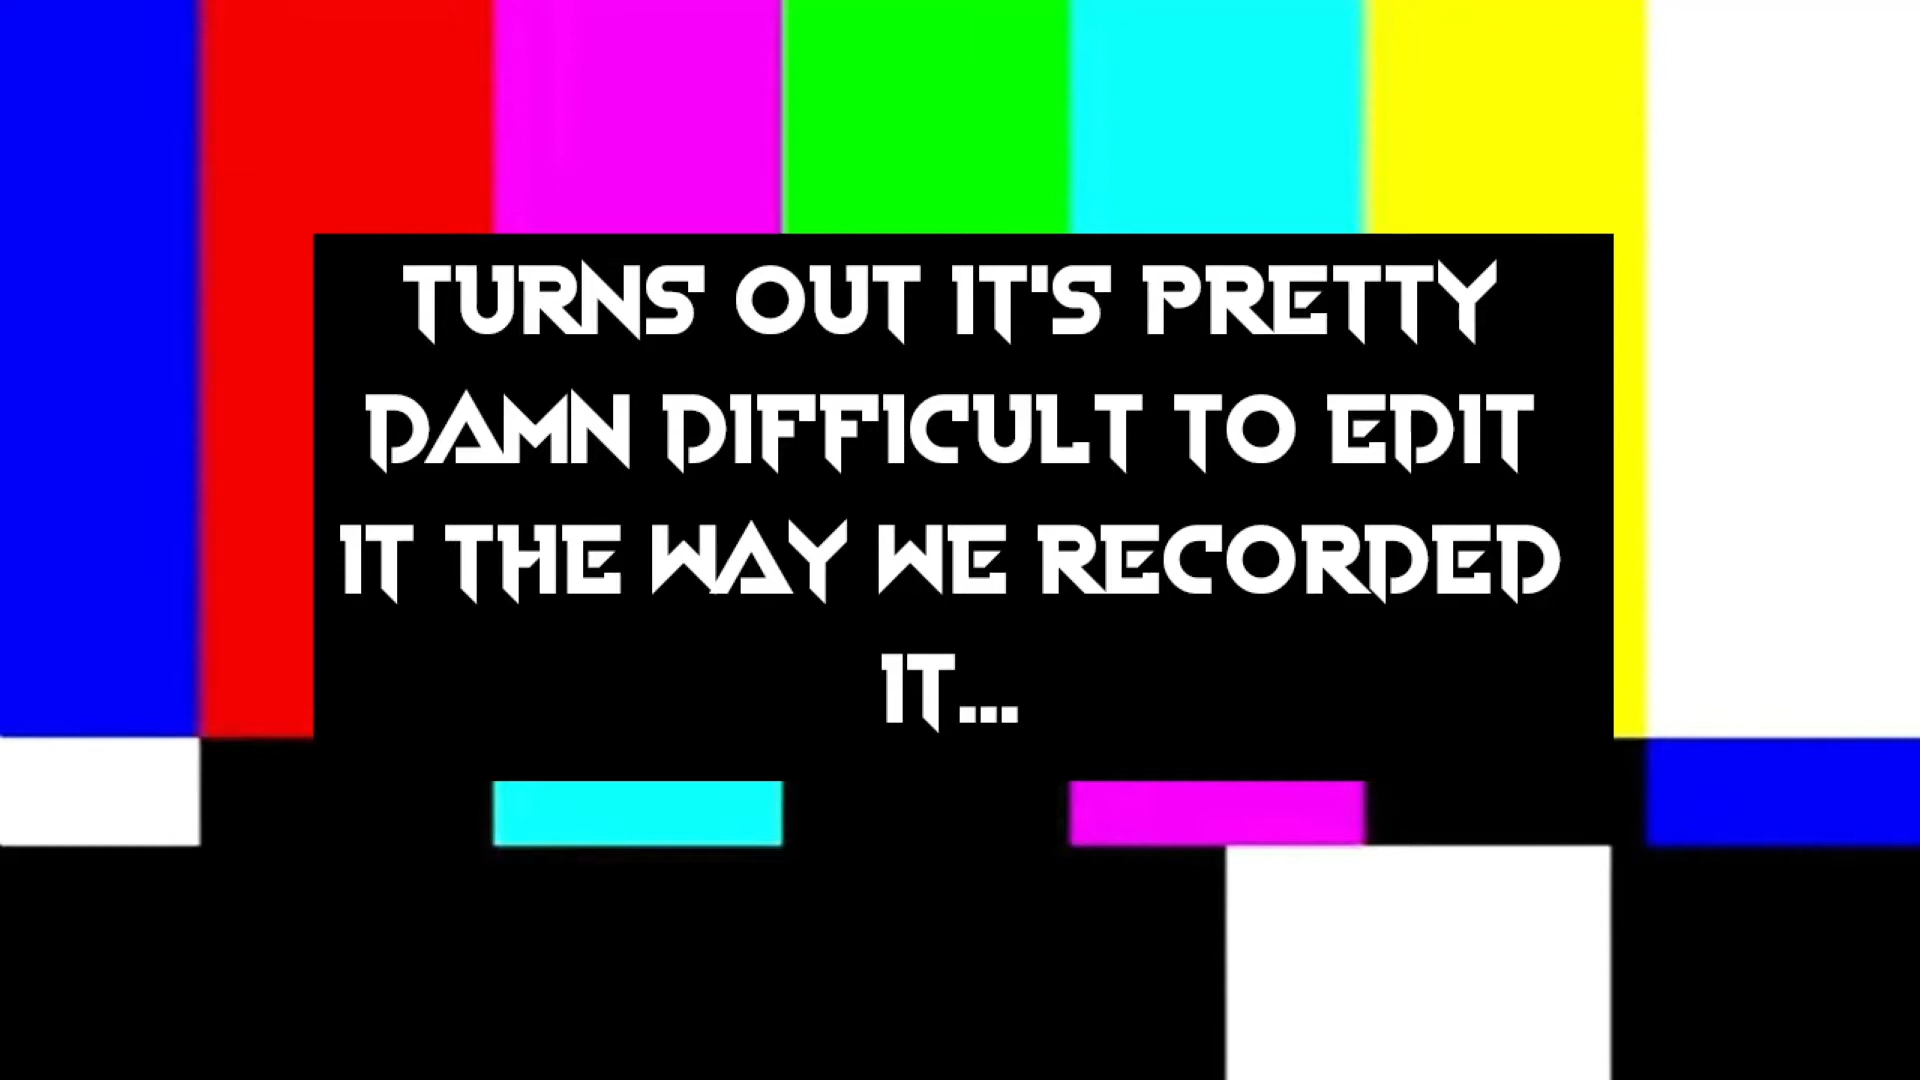 TURNS OUT IT'S PRETTY
DAMN DIFFICULT TO EDIT
IT THE WAY WE RECORDED
IT...